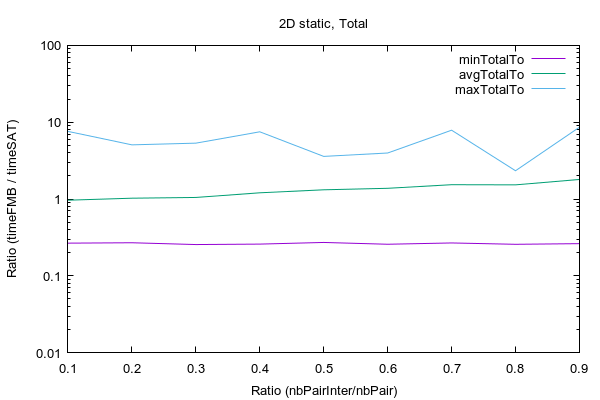 2D static, Total
100
10
1
0.1
0.01
Ratio (timeFMB / timeSAT)
minTotalTo
avgTotalTo
maxTotalTo
0.1 0.2 0.3 0.4 0.5 0.6 0.7 0.8 0.9
Ratio (nbPairInter/nbPair)